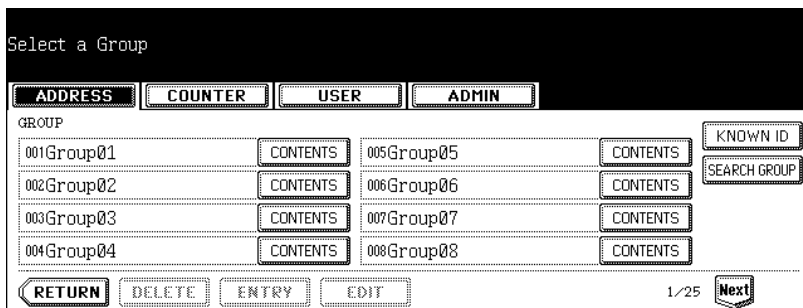 Select a Group
ADDRESS COUNTER USER ADMIN
GROUP
001Group01 CONTENTS 005Group05 CONTENTS KNOWN ID
002Group02 CONTENTS 006Group06 CONTENTS SEARCH GROUP
003Group03 CONTENTS 007Group07 CONTENTS
004Group04 CONTENTS 008Group08 CONTENTS
RETURN DELETE ENTRY EDIT 1/25 Next